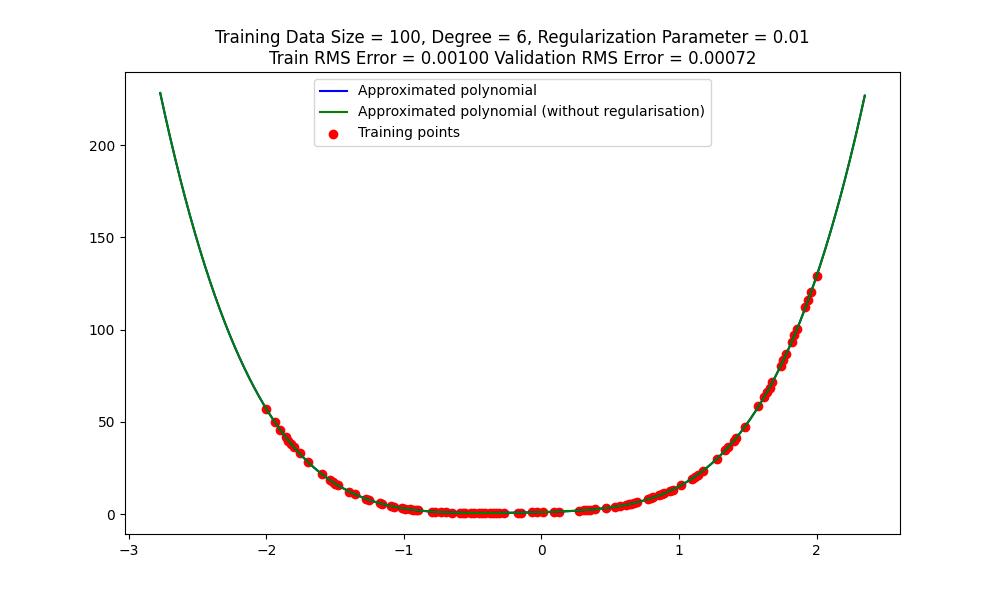 Training Data Size = 100, Degree = 6, Regularization Parameter = 0.01
Train RMS Error = 0.00100 Validation RMS Error = 0.00072
Approximated polynomial
Approximated polynomial (without regularisation)
Training points
200
150
100
50
0
−3 −2 −1 0 1 2